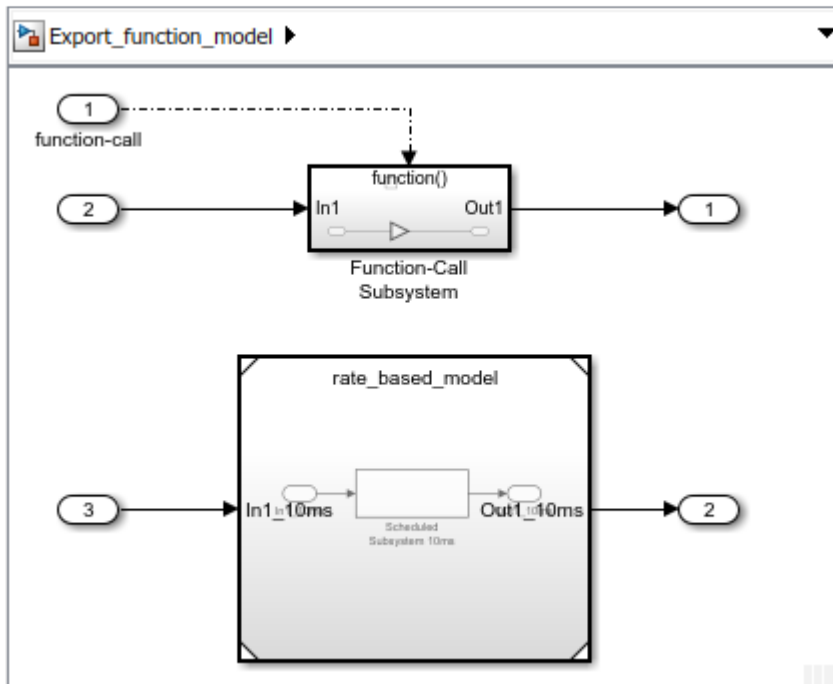 Export_function_model
1
function-call
function()
2
In1
Out1
1
Function-Call
Subsystem
rate_based_model
3
In1_10ms
Out1_10ms
2
Scheduled
Subsystem 10ms